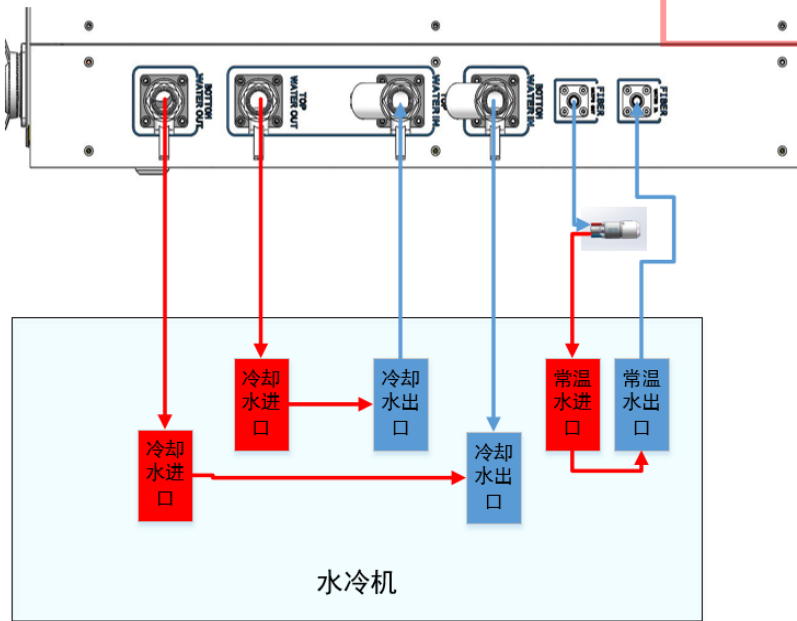 BOTTOM
WATER OUT
TOP
WATER OUT
WATER IN
BOTTOM
WATER IN
FIBER
FIBER
冷却
水进
口
冷却
水出
口
常温
水进
口
常温
水出
口
冷却
水进
口
冷却
水出
口
水冷机